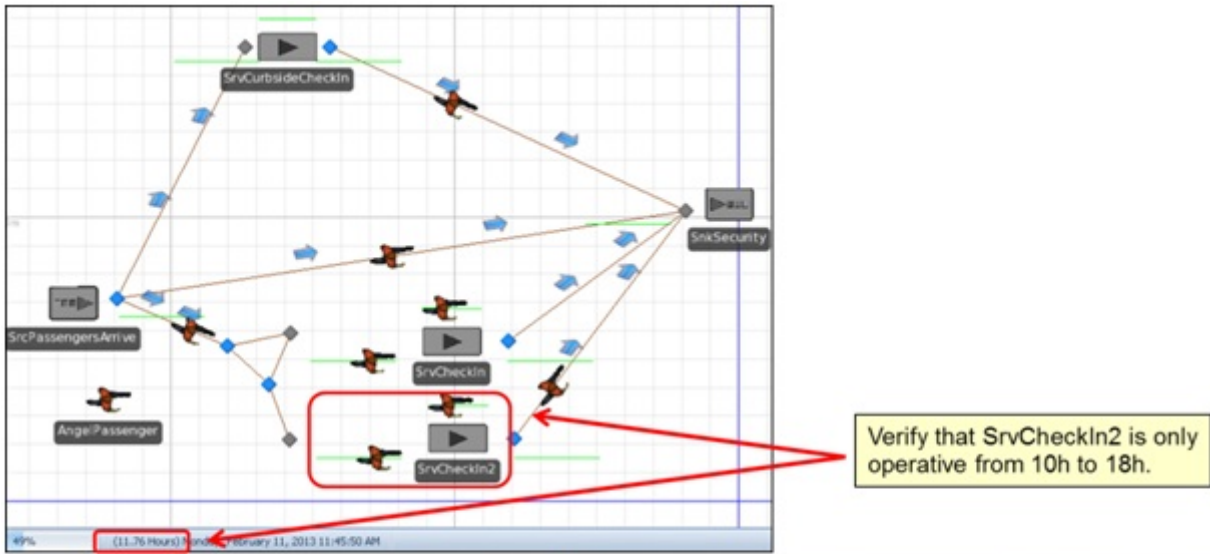 SrvCurbsideCheckIn
SnkSecurity
SrcPassengersArrive
SrvCheckIn
AngelPassenger
SrvCheckIn2
Verify that SrvCheckIn2 is only
operative from 10h to 18h.
49% (11.76 Hours) Monday, February 11, 2013 11:45:50 AM